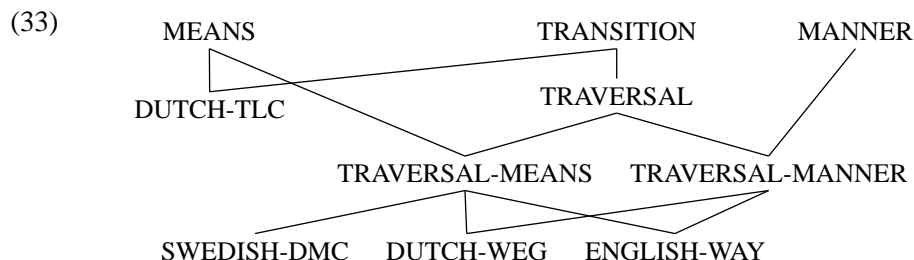 (33) MEANS TRANSITION MANNER
DUTCH-TLC TRAVERSAL
TRAVERSAL-MEANS TRAVERSAL-MANNER
SWEDISH-DMC DUTCH-WEG ENGLISH-WAY